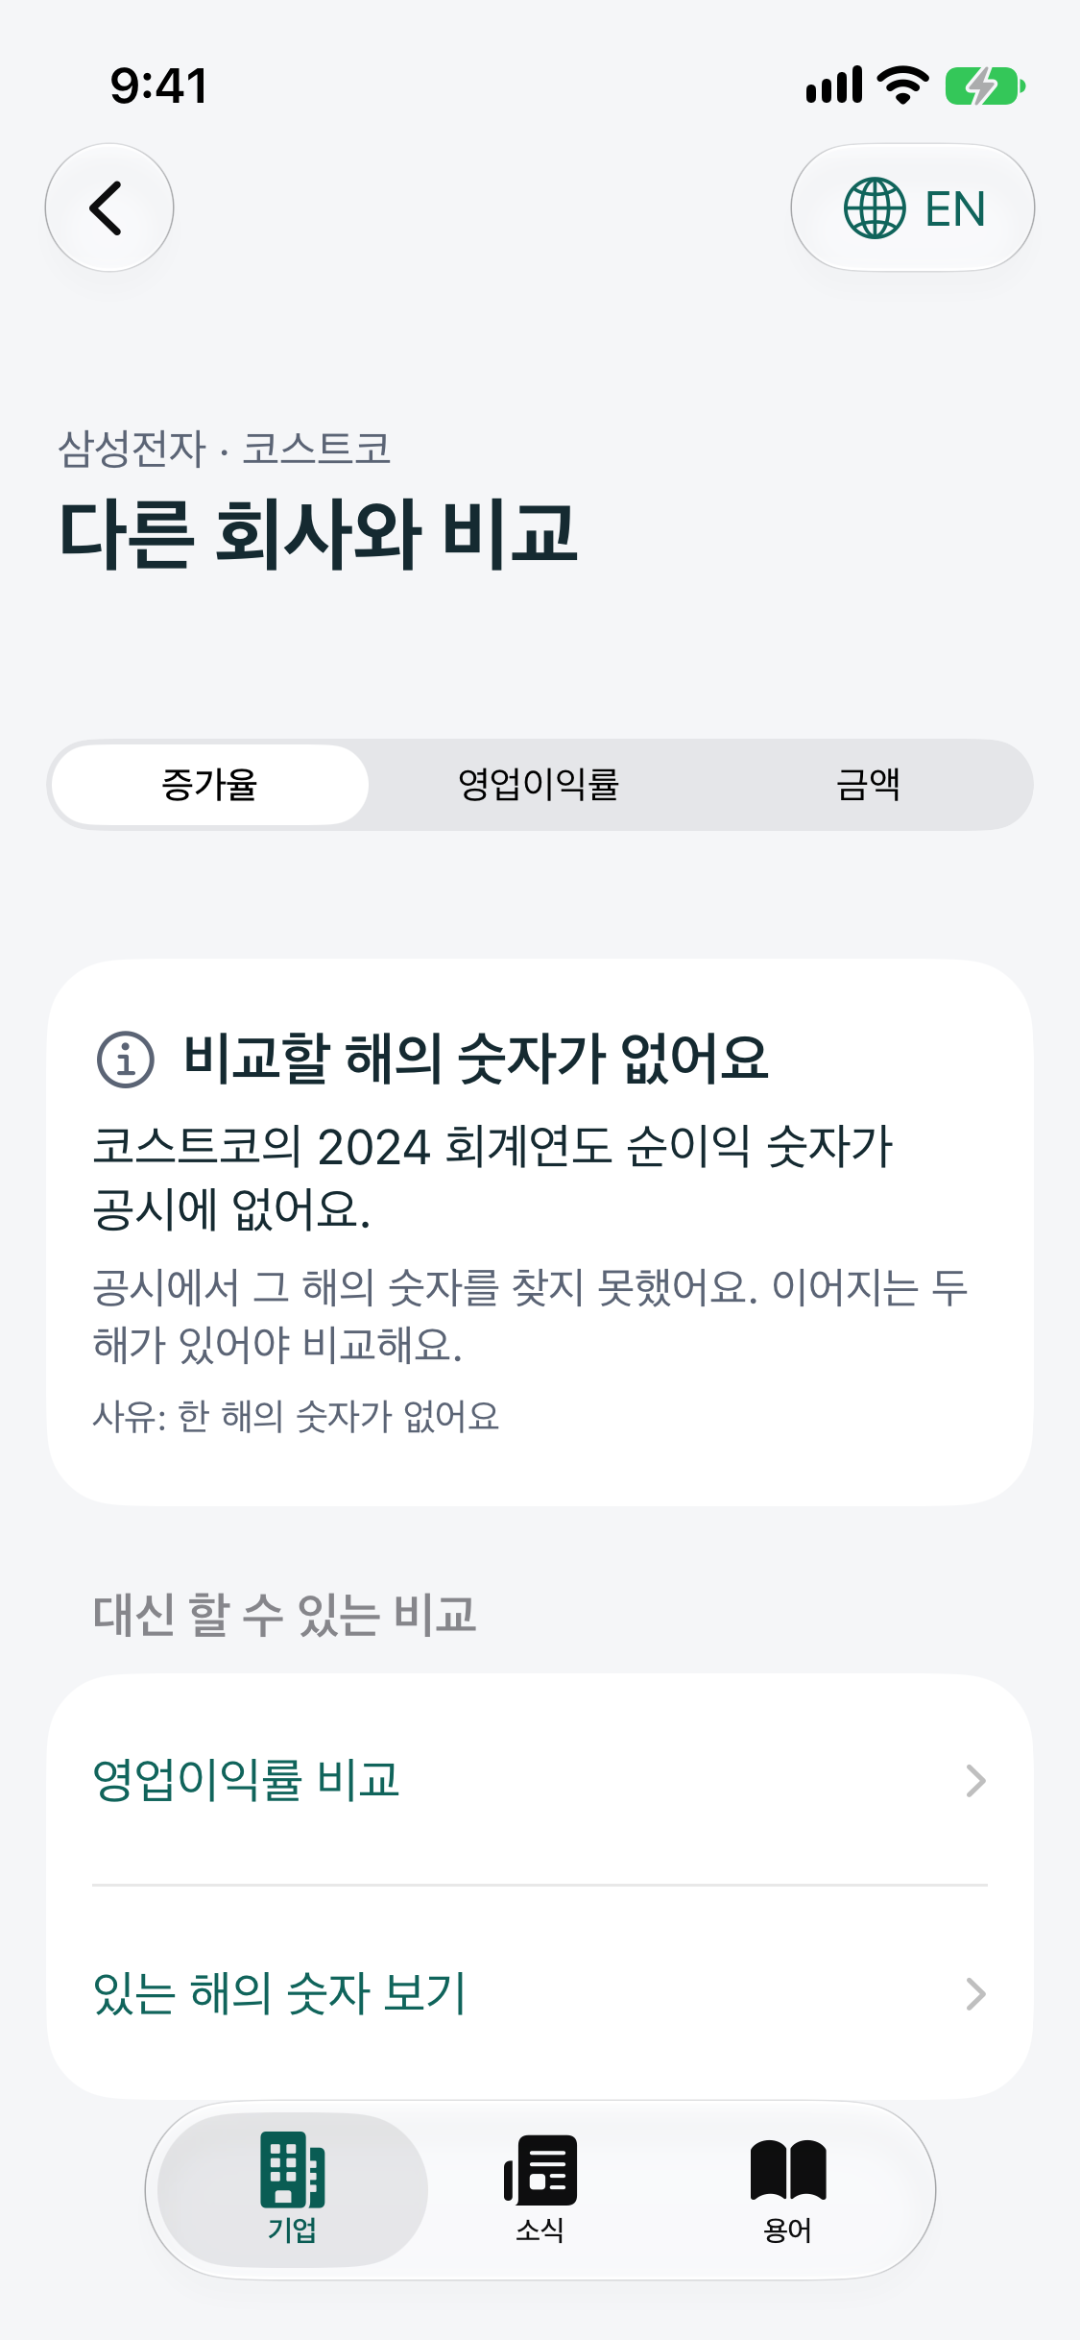 9:41
EN
삼성전자 · 코스트코
다른 회사와 비교
증가율
영업이익률
금액
비교할 해의 숫자가 없어요
코스트코의 2024 회계연도 순이익 숫자가
공시에 없어요.
공시에서 그 해의 숫자를 찾지 못했어요. 이어지는 두
해가 있어야 비교해요.
사유: 한 해의 숫자가 없어요
대신 할 수 있는 비교
영업이익률 비교
있는 해의 숫자 보기
기업
소식
용어